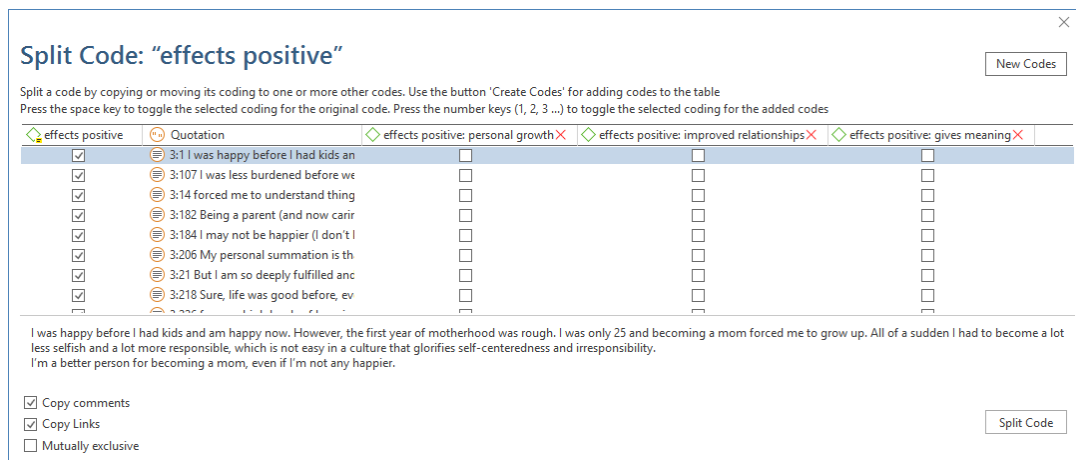 Split Code: “effects positive”
New Codes
Split a code by copying or moving its coding to one or more other codes. Use the button 'Create Codes' for adding codes to the table
Press the space key to toggle the selected coding for the original code. Press the number keys (1, 2, 3 ...) to toggle the selected coding for the added codes
effects positive Quotation effects positive: personal growth effects positive: improved relationships effects positive: gives meaning
3:1 I was happy before I had kids an
3:107 I was less burdened before we
3:14 forced me to understand thing
3:182 Being a parent (and now carir
3:184 I may not be happier (I don't l
3:206 My personal summation is th
3:21 But I am so deeply fulfilled and
3:218 Sure, life was good before, ev
I was happy before I had kids and am happy now. However, the first year of motherhood was rough. I was only 25 and becoming a mom forced me to grow up. All of a sudden I had to become a lot
less selfish and a lot more responsible, which is not easy in a culture that glorifies self-centeredness and irresponsibility.
I'm a better person for becoming a mom, even if I'm not any happier.
Copy comments
Copy Links
Split Code
Mutually exclusive